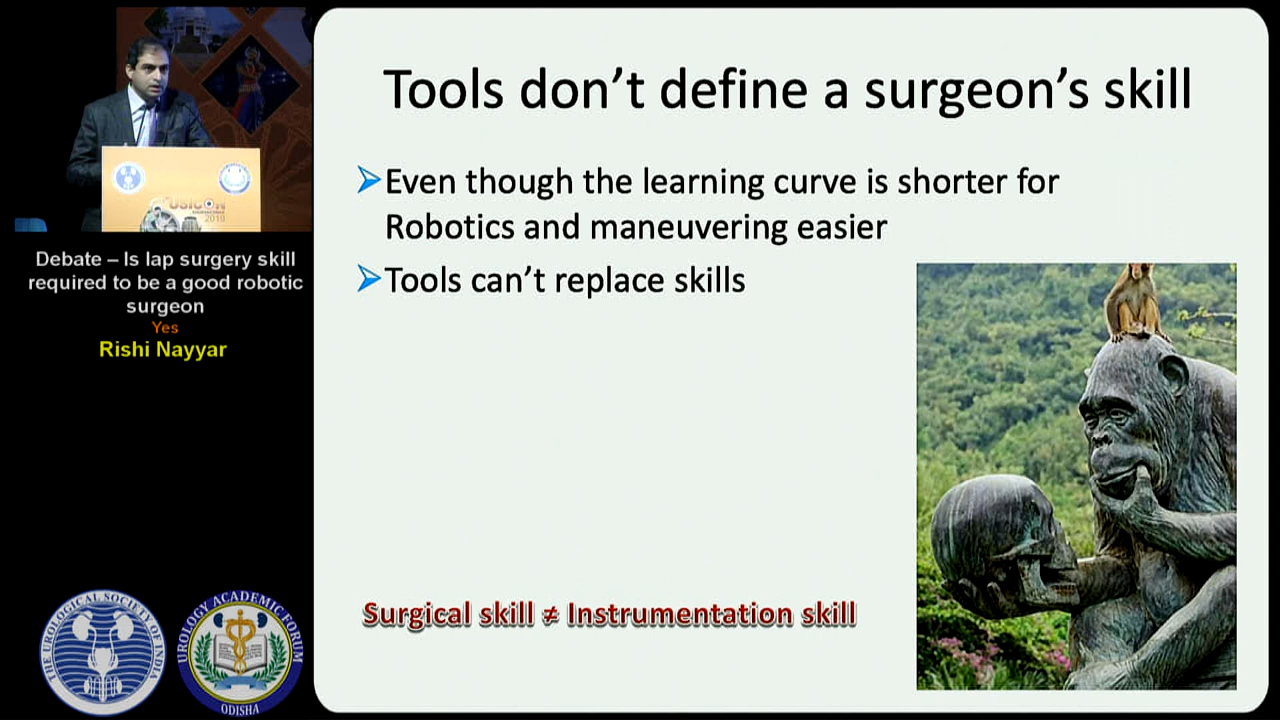 Tools don't define a surgeon's skill
Even though the learning curve is shorter for
Robotics and maneuvering easier
Tools can't replace skills
Surgical skill ≠ Instrumentation skill
USICON
2019
Debate – Is lap surgery skill
required to be a good robotic
surgeon
Yes
Rishi Nayyar
THE UROLOGICAL SOCIETY OF INDIA
UROLOGY ACADEMIC FORUM
ODISHA